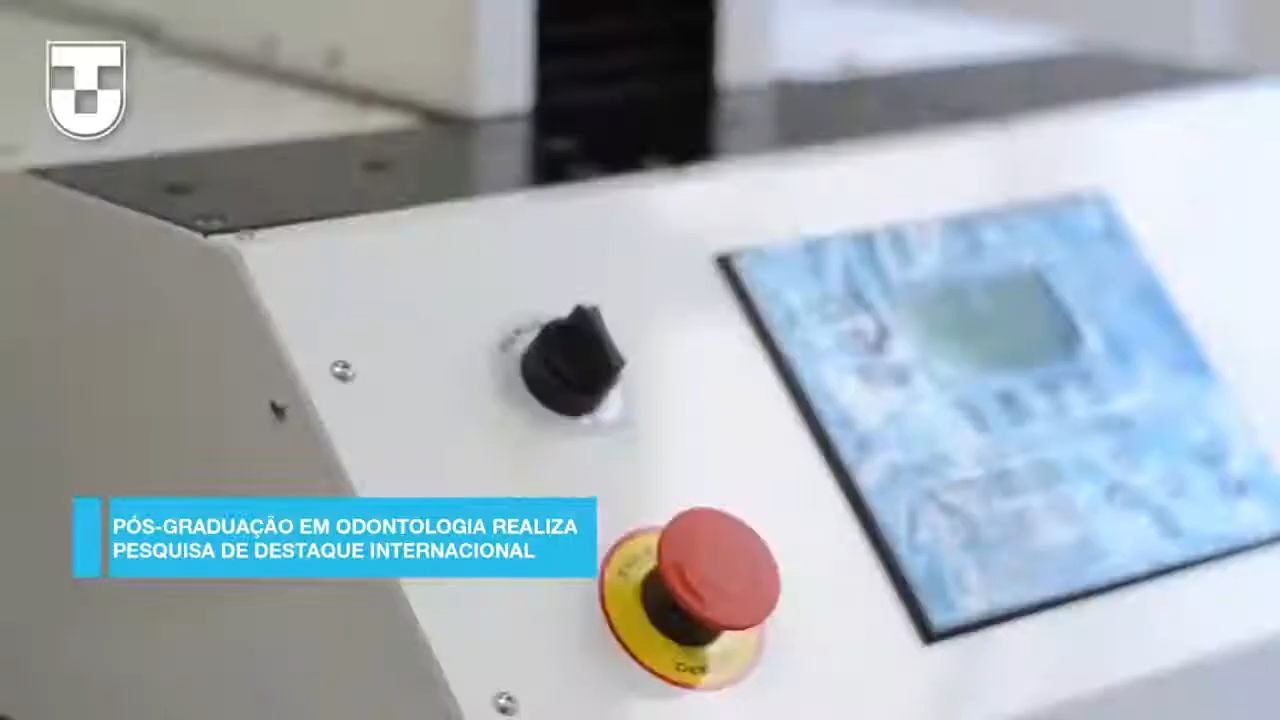 PÓS-GRADUAÇÃO EM ODONTOLOGIA REALIZA
PESQUISA DE DESTAQUE INTERNACIONAL